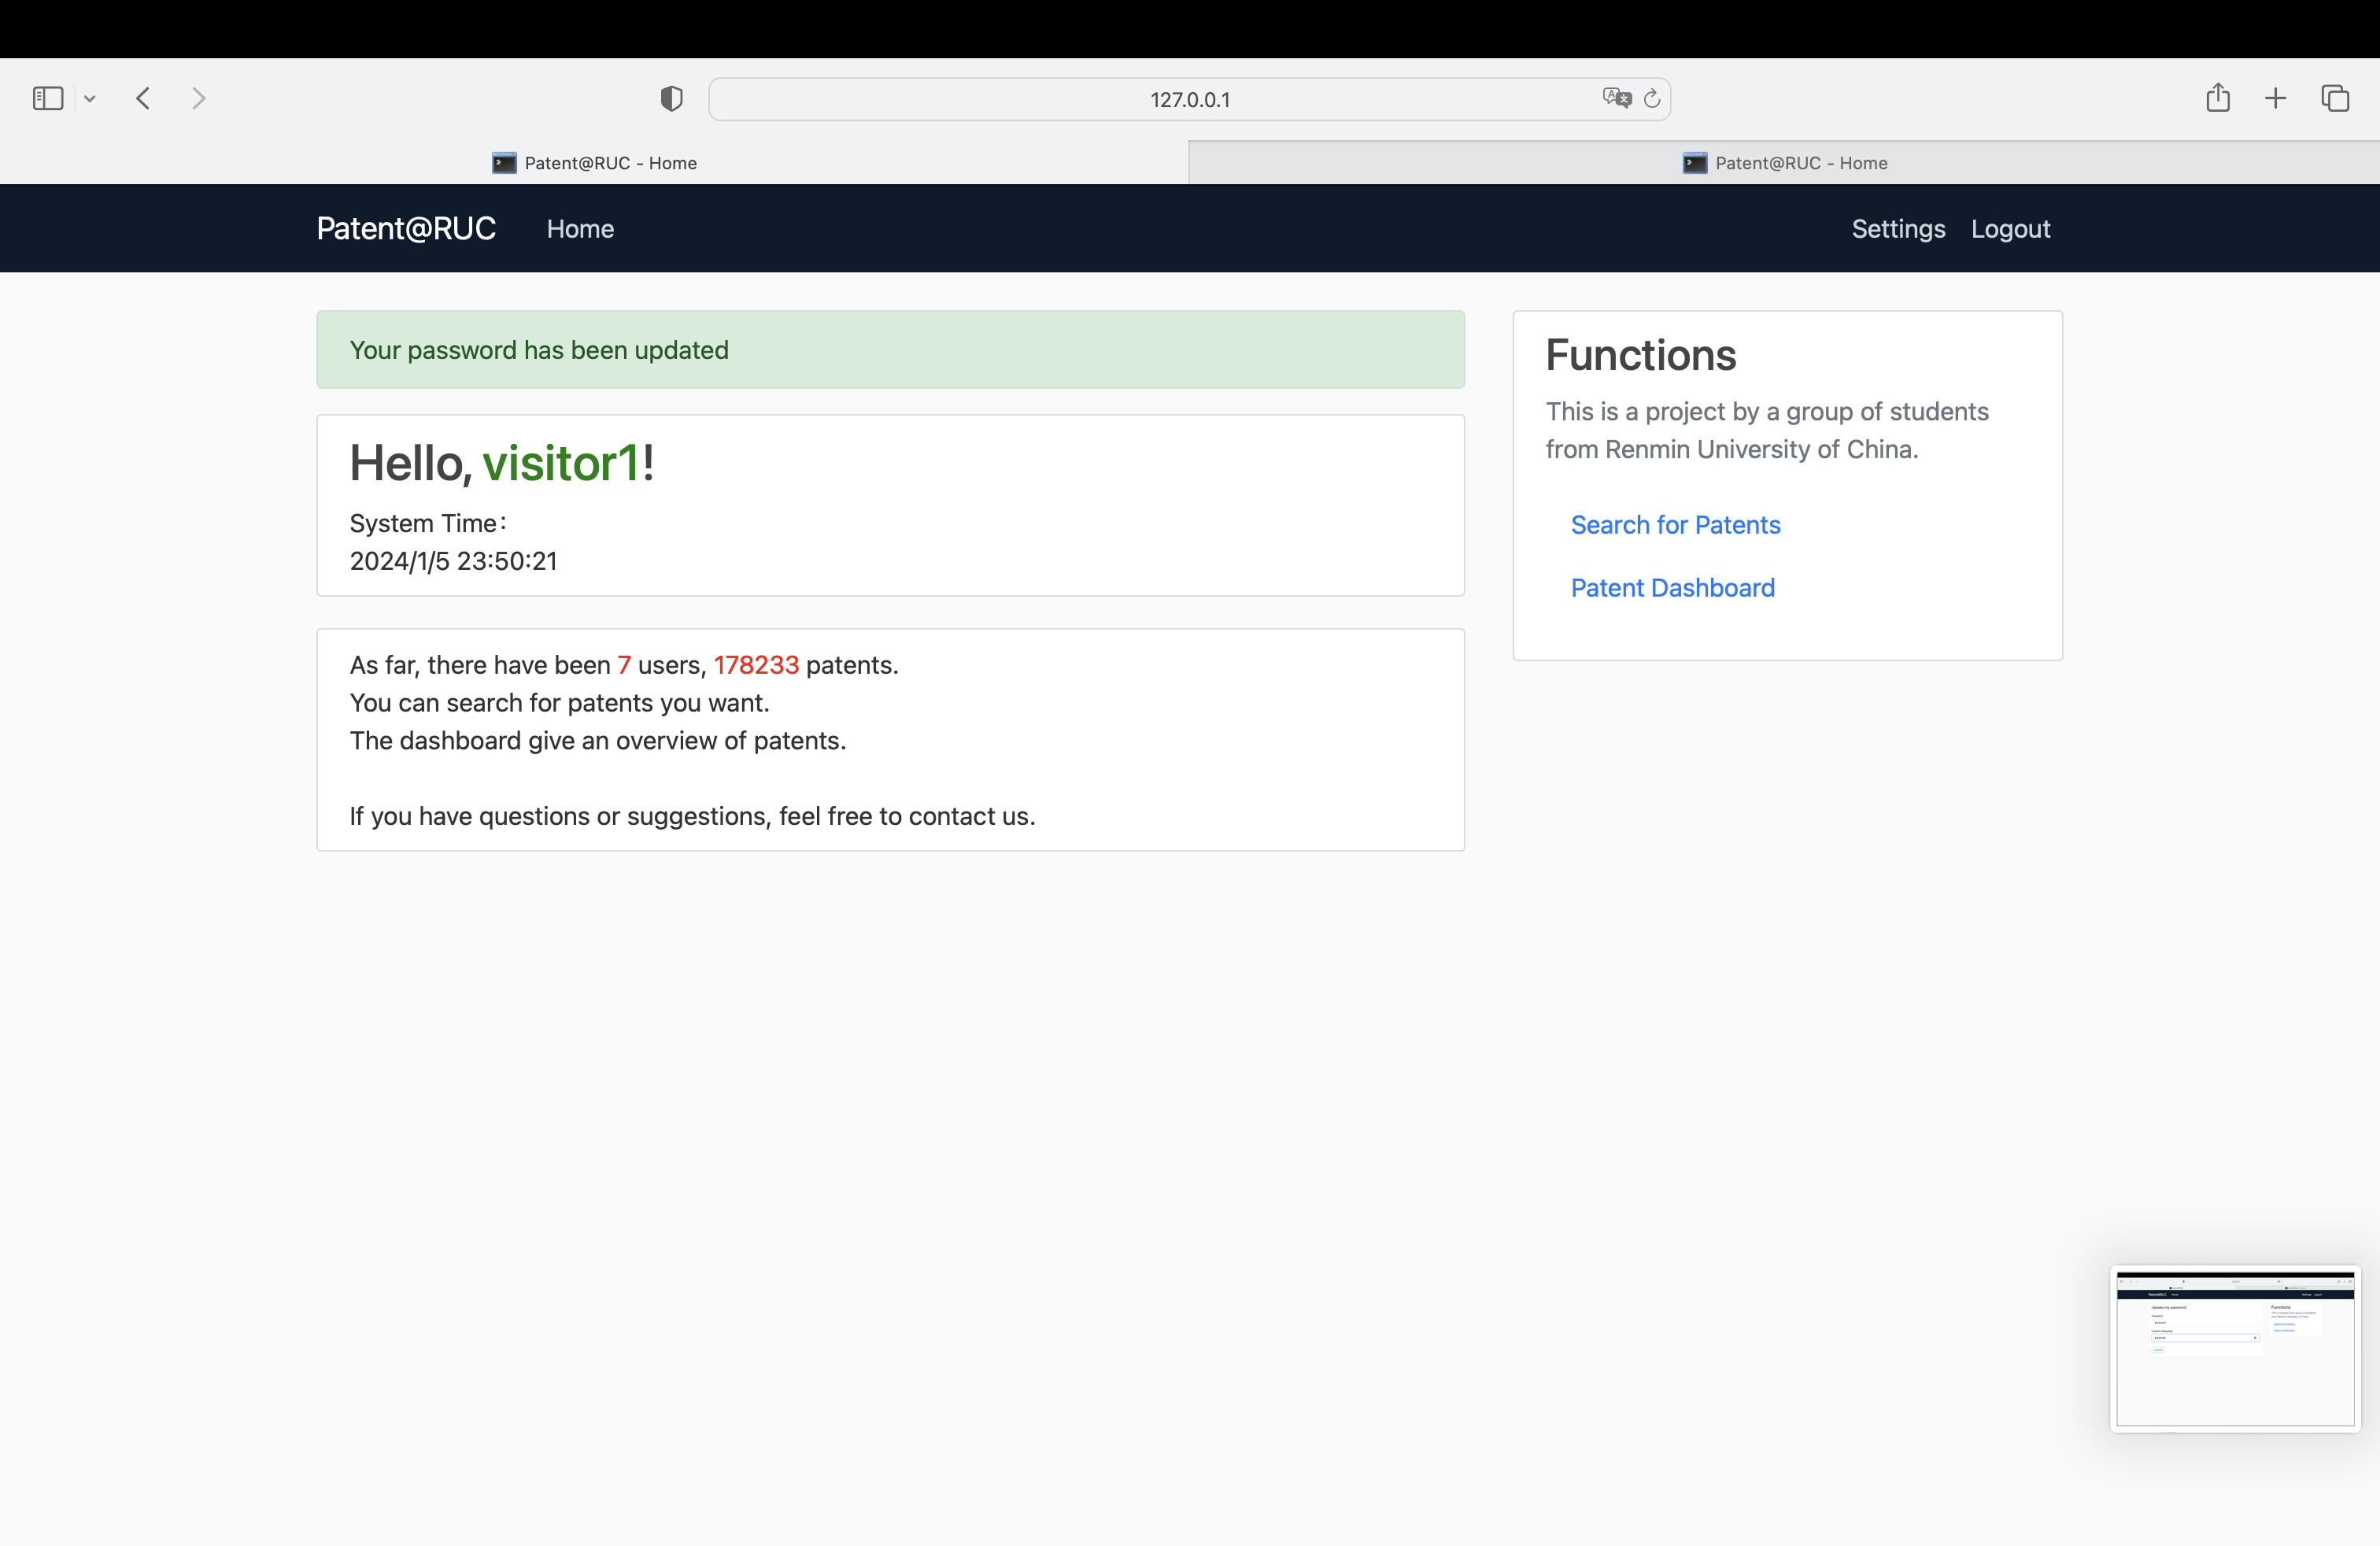 127.0.0.1
Patent@RUC - Home
Patent@RUC - Home
Patent@RUC Home Settings Logout
Your password has been updated
Hello, visitor1!
System Time：
2024/1/5 23:50:21
As far, there have been 7 users, 178233 patents.
You can search for patents you want.
The dashboard give an overview of patents.
If you have questions or suggestions, feel free to contact us.
Functions
This is a project by a group of students
from Renmin University of China.
Search for Patents
Patent Dashboard
Update my password
Functions